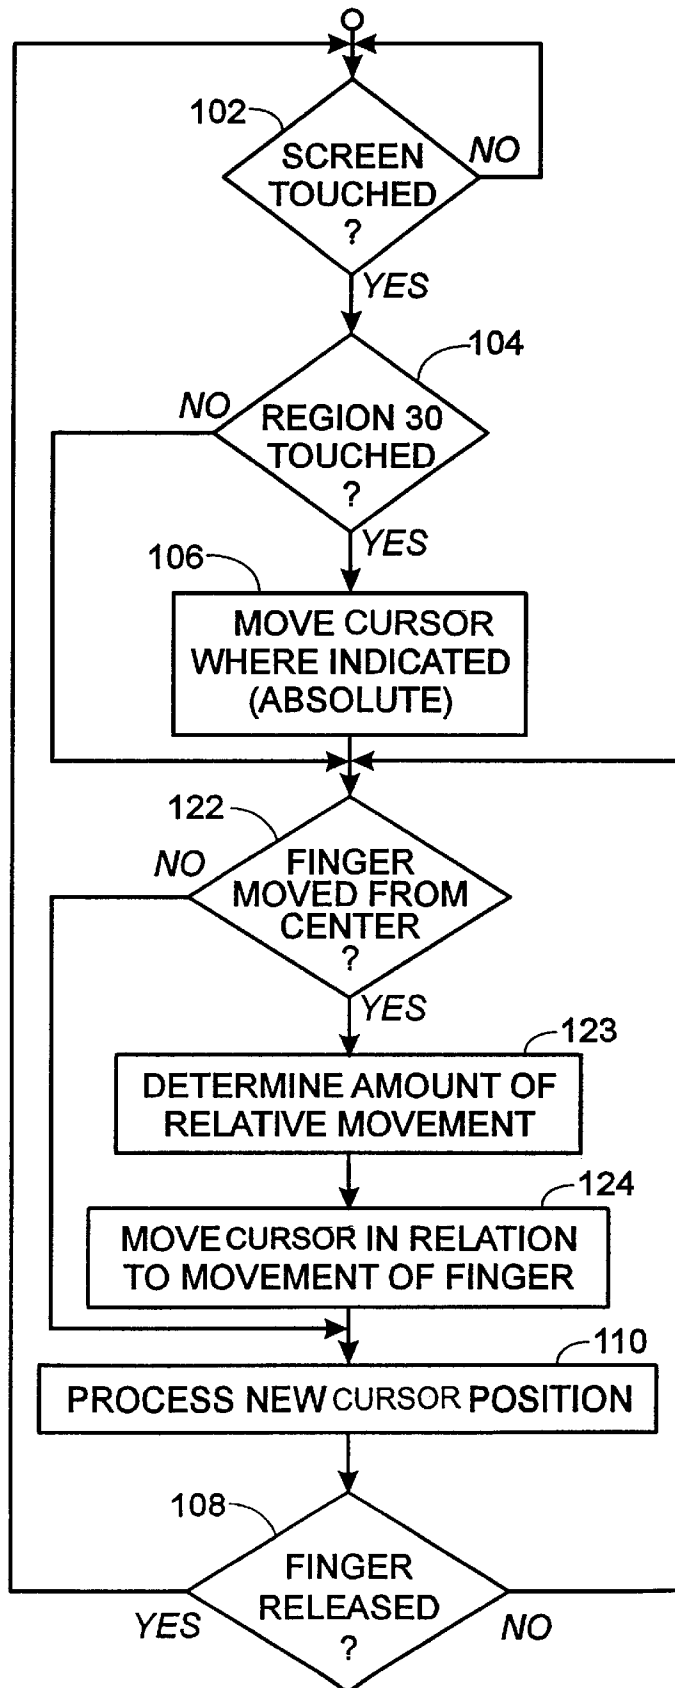 102
SCREEN
TOUCHED
?
NO
YES
104
NO
REGION 30
TOUCHED
?
YES
106
MOVE CURSOR
WHERE INDICATED
(ABSOLUTE)
122
NO
FINGER
MOVED FROM
CENTER
?
YES
123
DETERMINE AMOUNT OF
RELATIVE MOVEMENT
124
MOVE CURSOR IN RELATION
TO MOVEMENT OF FINGER
110
PROCESS NEW CURSOR POSITION
108
FINGER
RELEASED
?
YES
NO